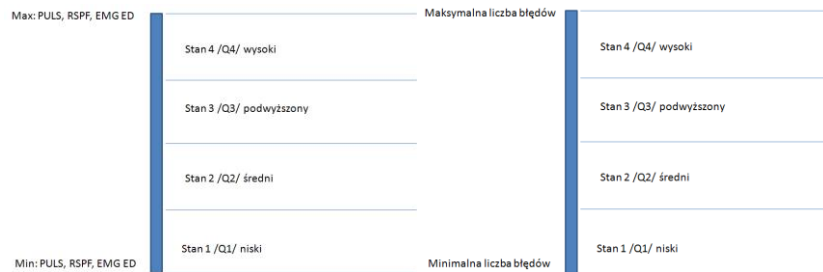 Max: PULS, RSPF, EMG ED
Stan 4 /Q4/ wysoki
Stan 3 /Q3/ podwyższony
Stan 2 /Q2/ średni
Stan 1 /Q1/ niski
Min: PULS, RSPF, EMG ED
Maksymalna liczba błędów
Stan 4 /Q4/ wysoki
Stan 3 /Q3/ podwyższony
Stan 2 /Q2/ średni
Stan 1 /Q1/ niski
Minimalna liczba błędów